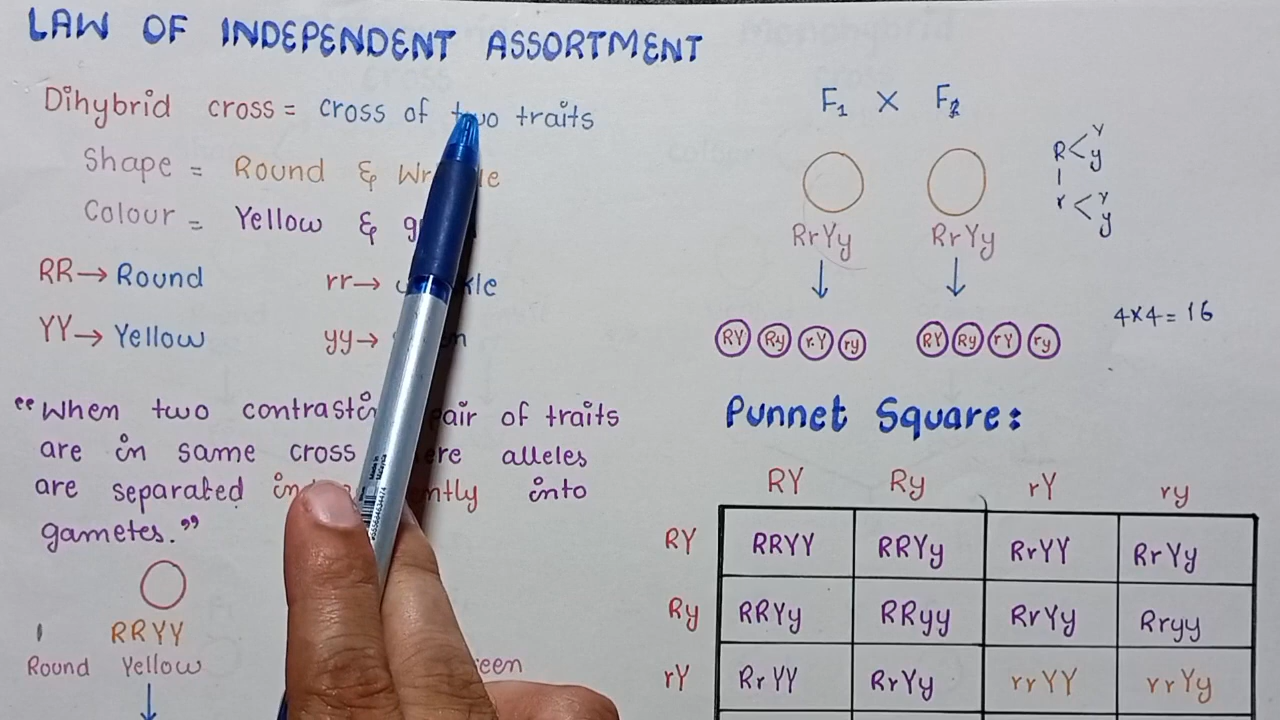 LAW OF INDEPENDENT ASSORTMENT
Dihybrid cross = cross of two traits
Shape = Round & 
Colour = Yellow & 
RR → Round rr →
YY → Yellow yy →
"When two
pair of traits
are in same cross
alleles
are separated
into
gametes."
RRYY
Round Yellow
F1 × F2
RrYy RrYy
R < Y y
r < Y y
RY Ry rY ry RY Ry rY ry
4×4 = 16
Punnet Square:
RY Ry rY ry
RY RRYY RRYy RrYY RrYy
Ry RRYy RRyy RrYy Rryy
rY RrYY RrYy rrYY rrYy